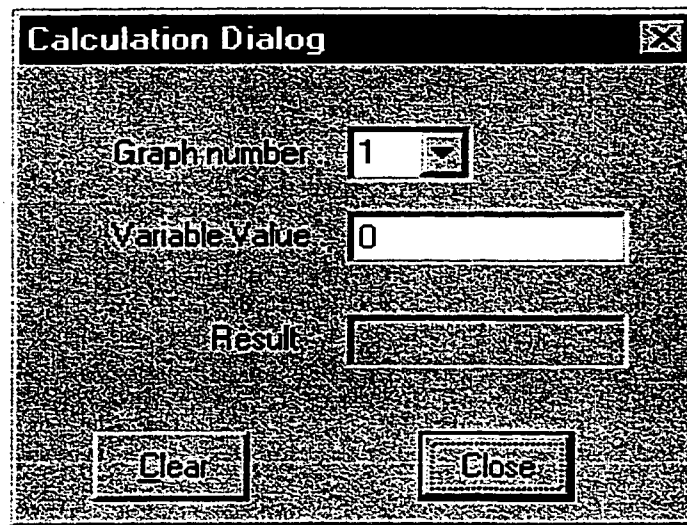 Calculation Dialog
Graph number 1
Variable Value 0
Result
Clear Close